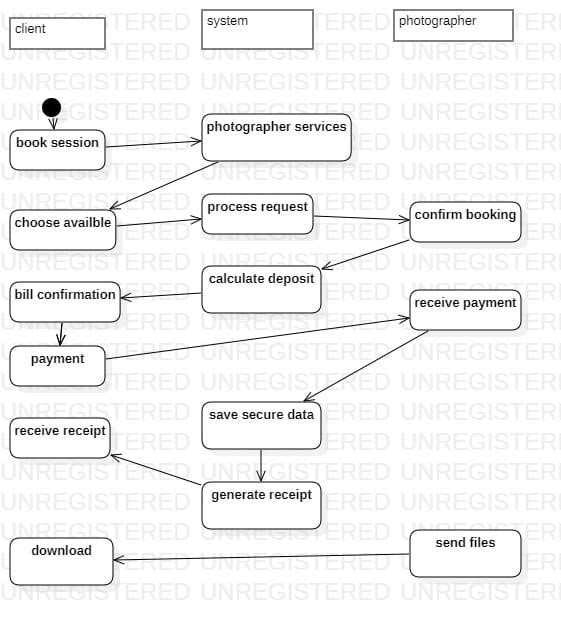 client
system
photographer
UNREGISTERED UNREGISTERED UNREGISTERED
book session
photographer services
choose availble
process request
confirm booking
calculate deposit
bill confirmation
receive payment
payment
save secure data
receive receipt
generate receipt
send files
download